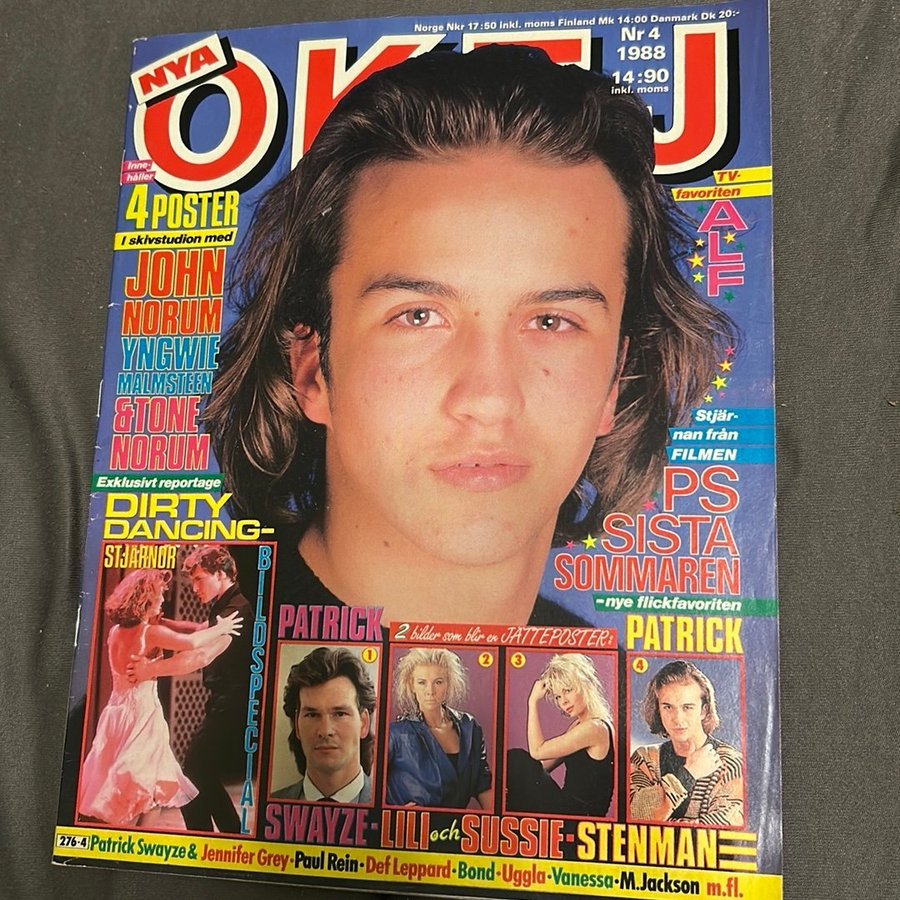 Norge Nkr 17:50 inkl. moms Finland Mk 14:00 Danmark Dk 20:-
NYA
OKEJ
Nr 4
1988
14:90
inkl. moms
Inne-
håller
4 POSTER
I skivstudion med
JOHN
NORUM
YNGWIE
MALMSTEEN
& TONE
NORUM
Exklusivt reportage
DIRTY
DANCING-
STJÄRNOR
BILDSPECIAL
TV-
favoriten
ALF
Stjär-
nan från
FILMEN
PS
SISTA
SOMMAREN
-nye flickfavoriten
PATRICK
2 bilder som blir en JÄTTEPOSTER:
PATRICK
1
2
3
4
SWAYZE-LILI och SUSSIE-STENMAN
276-4
Patrick Swayze & Jennifer Grey·Paul Rein·Def Leppard·Bond·Uggla·Vanessa·M.Jackson m.fl.